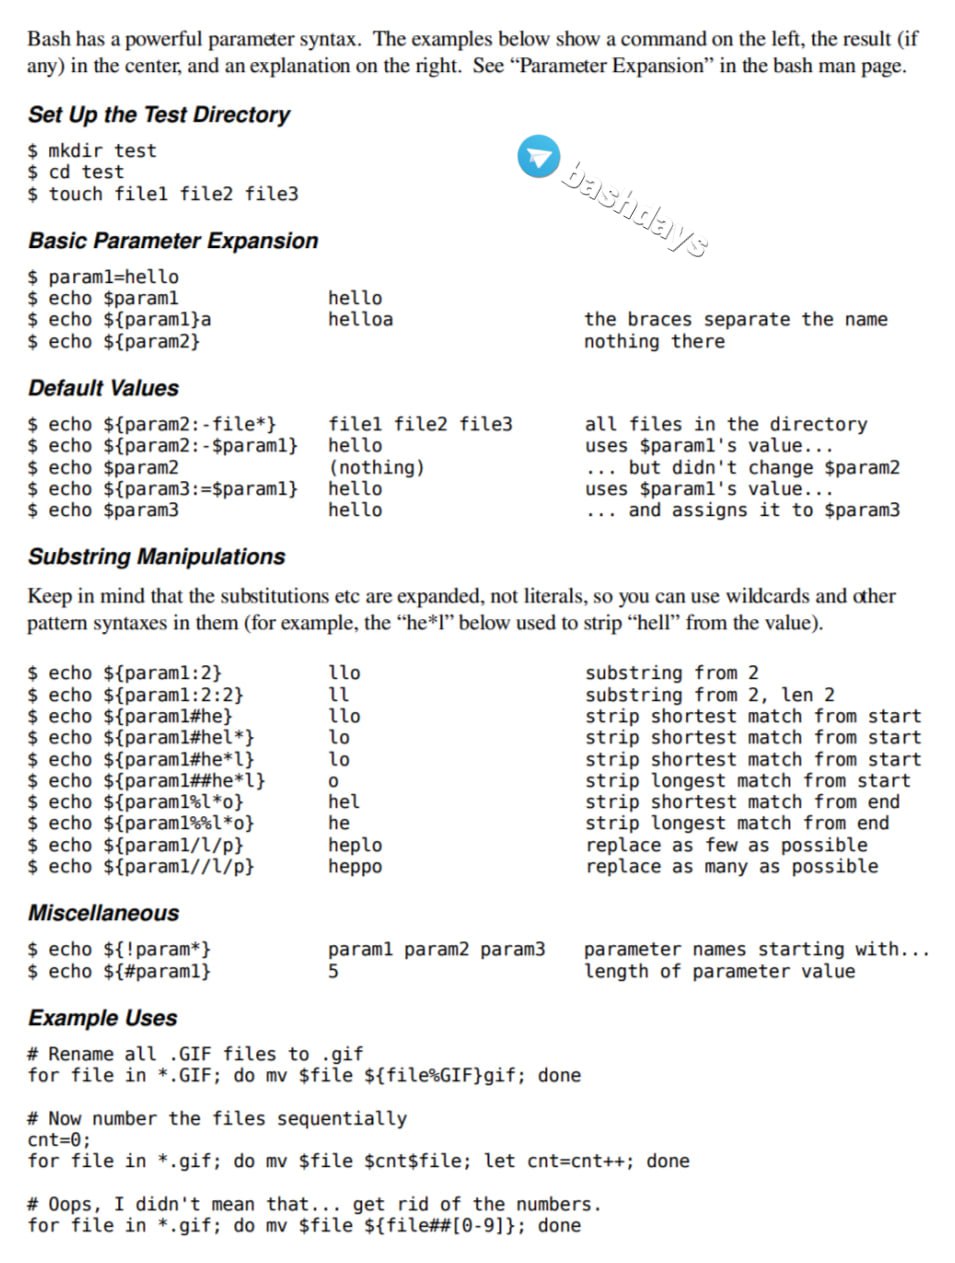 Bash has a powerful parameter syntax. The examples below show a command on the left, the result (if
any) in the center, and an explanation on the right. See “Parameter Expansion” in the bash man page.
Set Up the Test Directory
$ mkdir test
$ cd test
$ touch file1 file2 file3
bashdays
Basic Parameter Expansion
$ param1=hello
$ echo $param1 hello
$ echo ${param1}a helloa the braces separate the name
$ echo ${param2} nothing there
Default Values
$ echo ${param2:-file*} file1 file2 file3 all files in the directory
$ echo ${param2:-$param1} hello uses $param1's value...
$ echo $param2 (nothing) ... but didn't change $param2
$ echo ${param3:=$param1} hello uses $param1's value...
$ echo $param3 hello ... and assigns it to $param3
Substring Manipulations
Keep in mind that the substitutions etc are expanded, not literals, so you can use wildcards and other
pattern syntaxes in them (for example, the “he*l” below used to strip “hell” from the value).
$ echo ${param1:2} llo substring from 2
$ echo ${param1:2:2} ll substring from 2, len 2
$ echo ${param1#he} llo strip shortest match from start
$ echo ${param1#hel*} lo strip shortest match from start
$ echo ${param1#he*l} lo strip shortest match from start
$ echo ${param1##he*l} o strip longest match from start
$ echo ${param1%l*o} hel strip shortest match from end
$ echo ${param1%%l*o} he strip longest match from end
$ echo ${param1/l/p} heplo replace as few as possible
$ echo ${param1//l/p} heppo replace as many as possible
Miscellaneous
$ echo ${!param*} param1 param2 param3 parameter names starting with...
$ echo ${#param1} 5 length of parameter value
Example Uses
# Rename all .GIF files to .gif
for file in *.GIF; do mv $file ${file%GIF}gif; done
# Now number the files sequentially
cnt=0;
for file in *.gif; do mv $file $cnt$file; let cnt=cnt++; done
# Oops, I didn't mean that... get rid of the numbers.
for file in *.gif; do mv $file ${file##[0-9]}; done